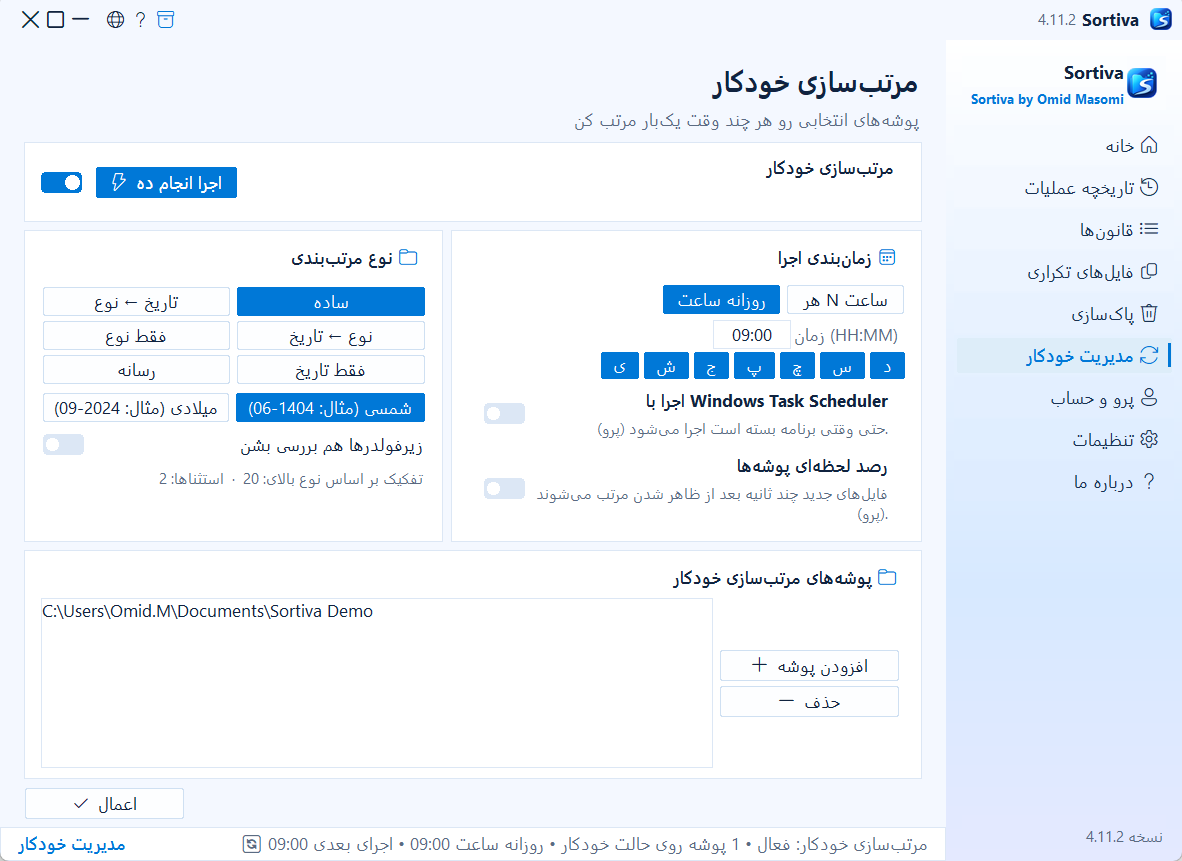 Sortiva 4.11.2
?
Sortiva
Sortiva by Omid Masomi
خانه
تاریخچه عملیات
قانون‌ها
فایل‌های تکراری
پاک‌سازی
مدیریت خودکار
پرو و حساب
تنظیمات
درباره ما
نسخه 4.11.2
مرتب‌سازی خودکار
پوشه‌های انتخابی رو هر چند وقت یک‌بار مرتب کن
مرتب‌سازی خودکار
اجرا انجام ده
زمان‌بندی اجرا
ساعت N هر
روزانه ساعت
(HH:MM) زمان
09:00
د س چ پ ج ش ی
Windows Task Scheduler اجرا با
.حتی وقتی برنامه بسته است اجرا می‌شود (پرو)
رصد لحظه‌ای پوشه‌ها
فایل‌های جدید چند ثانیه بعد از ظاهر شدن مرتب می‌شوند
.(پرو)
نوع مرتب‌بندی
ساده
تاریخ ← نوع
نوع ← تاریخ
فقط نوع
فقط تاریخ
رسانه
شمسی (مثال: 1404-06)
میلادی (مثال: 2024-09)
زیرفولدرها هم بررسی بشن
تفکیک بر اساس نوع بالای: 20 · استثناها: 2
پوشه‌های مرتب‌سازی خودکار
افزودن پوشه
حذف
C:\Users\Omid.M\Documents\Sortiva Demo
اعمال
مرتب‌سازی خودکار: فعال • 1 پوشه روی حالت خودکار • روزانه ساعت 09:00 • اجرای بعدی 09:00
مدیریت خودکار